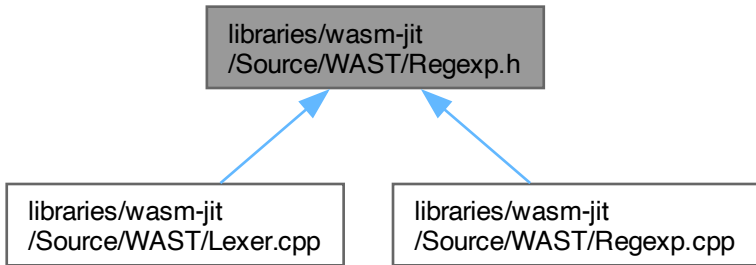 libraries/wasm-jit
/Source/WAST/Regexp.h
libraries/wasm-jit
/Source/WAST/Lexer.cpp
libraries/wasm-jit
/Source/WAST/Regexp.cpp